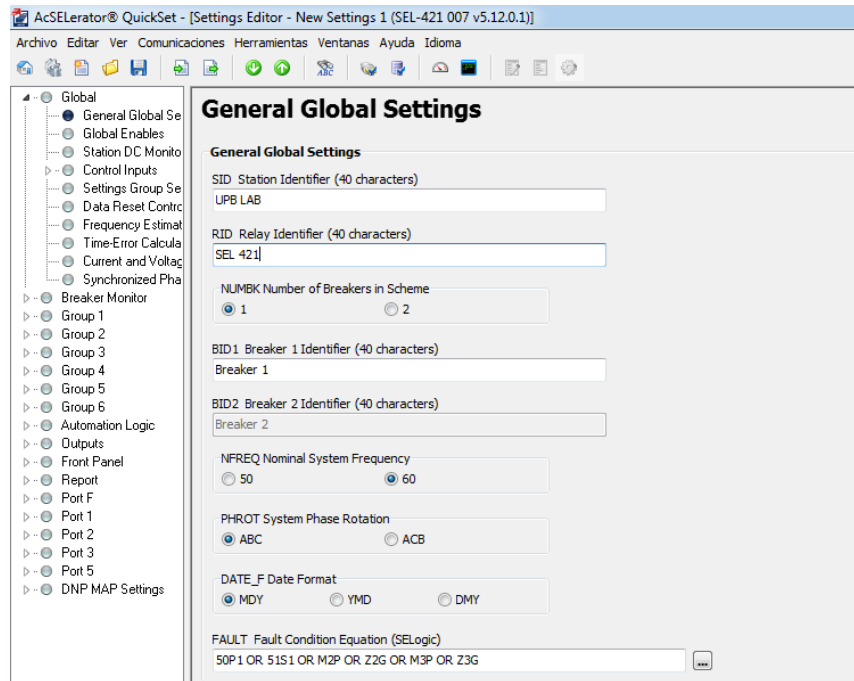 AcSELerator® QuickSet - [Settings Editor - New Settings 1 (SEL-421 007 v5.12.0.1)]
Archivo Editar Ver Comunicaciones Herramientas Ventanas Ayuda Idioma
Global
General Global Se
Global Enables
Station DC Monito
Control Inputs
Settings Group Se
Data Reset Contrc
Frequency Estimat
Time-Error Calcula
Current and Voltag
Synchronized Pha
Breaker Monitor
Group 1
Group 2
Group 3
Group 4
Group 5
Group 6
Automation Logic
Outputs
Front Panel
Report
Port F
Port 1
Port 2
Port 3
Port 5
DNP MAP Settings
General Global Settings
General Global Settings
SID Station Identifier (40 characters)
UPB LAB
RID Relay Identifier (40 characters)
SEL 421
NUMBK Number of Breakers in Scheme
1 2
BID1 Breaker 1 Identifier (40 characters)
Breaker 1
BID2 Breaker 2 Identifier (40 characters)
Breaker 2
NFREQ Nominal System Frequency
50 60
PHROT System Phase Rotation
ABC ACB
DATE_F Date Format
MDY YMD DMY
FAULT Fault Condition Equation (SELogic)
50P1 OR 51S1 OR M2P OR Z2G OR M3P OR Z3G
...